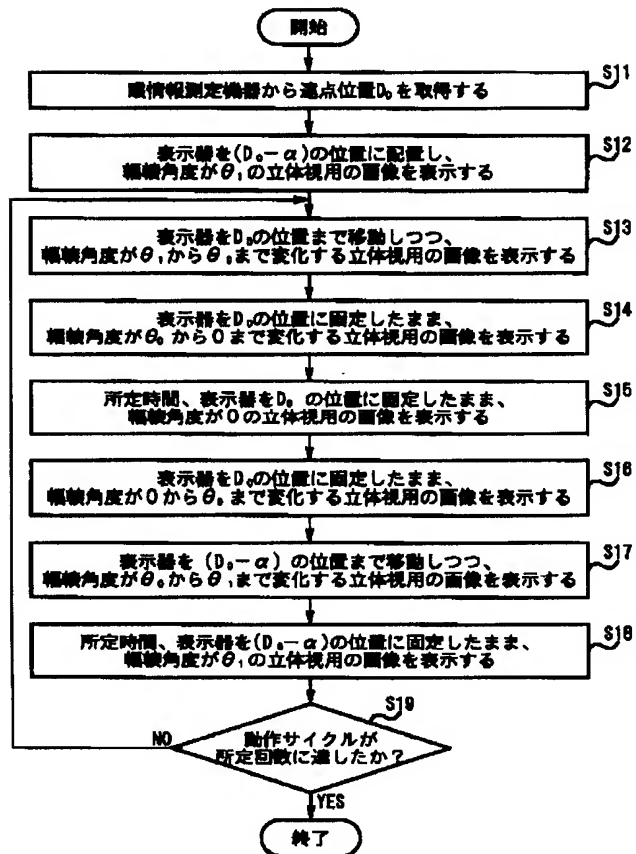 開始
S11
眼情報測定機器から遠点位置D₀を取得する
S12
表示器を(D₀-α)の位置に配置し、
輻輳角度がθ₁の立体視用の画像を表示する
S13
表示器をD₀の位置まで移動しつつ、
輻輳角度がθ₁からθ₀まで変化する立体視用の画像を表示する
S14
表示器をD₀の位置に固定したまま、
輻輳角度がθ₀から0まで変化する立体視用の画像を表示する
S15
所定時間、表示器をD₀の位置に固定したまま、
輻輳角度が0の立体視用の画像を表示する
S16
表示器をD₀の位置に固定したまま、
輻輳角度が0からθ₀まで変化する立体視用の画像を表示する
S17
表示器を(D₀-α)の位置まで移動しつつ、
輻輳角度がθ₀からθ₁まで変化する立体視用の画像を表示する
S18
所定時間、表示器を(D₀-α)の位置に固定したまま、
輻輳角度がθ₁の立体視用の画像を表示する
S19
動作サイクルが
所定回数に達したか?
NO
YES
終了